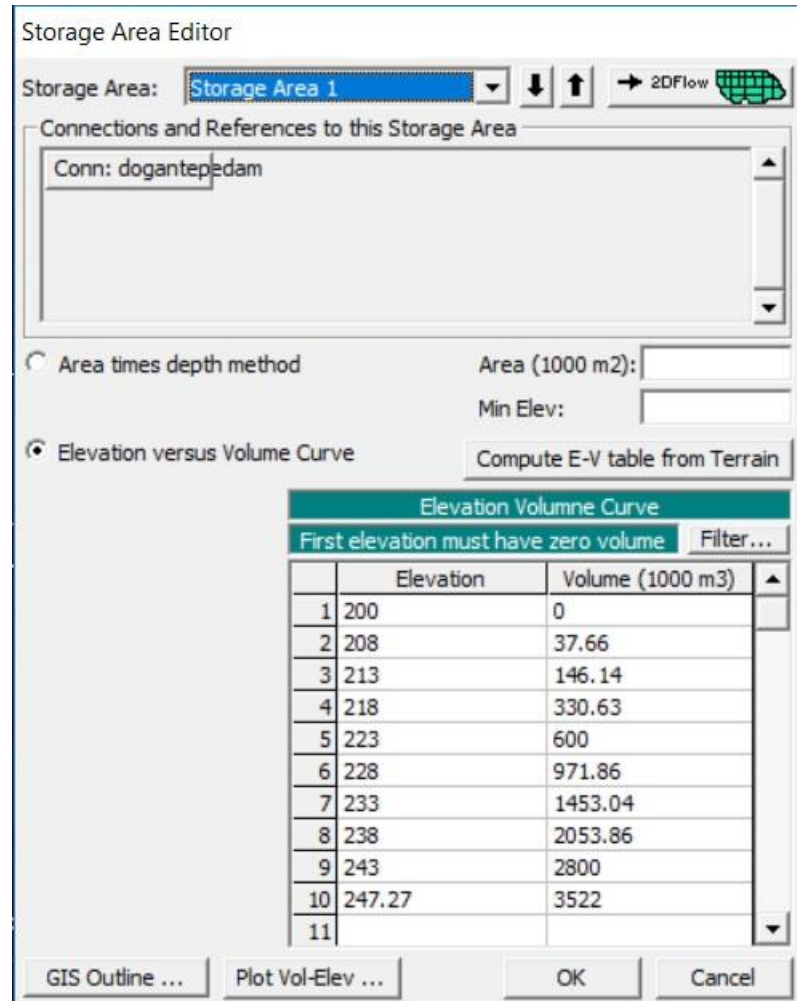 Storage Area Editor
Storage Area: Storage Area 1 2DFlow
Connections and References to this Storage Area
Conn: dogantepedam
Area times depth method Area (1000 m2):
Min Elev:
Elevation versus Volume Curve Compute E-V table from Terrain
Elevation Volumne Curve
First elevation must have zero volume Filter...
Elevation Volume (1000 m3)
1 200 0
2 208 37.66
3 213 146.14
4 218 330.63
5 223 600
6 228 971.86
7 233 1453.04
8 238 2053.86
9 243 2800
10 247.27 3522
11
GIS Outline ... Plot Vol-Elev ... OK Cancel